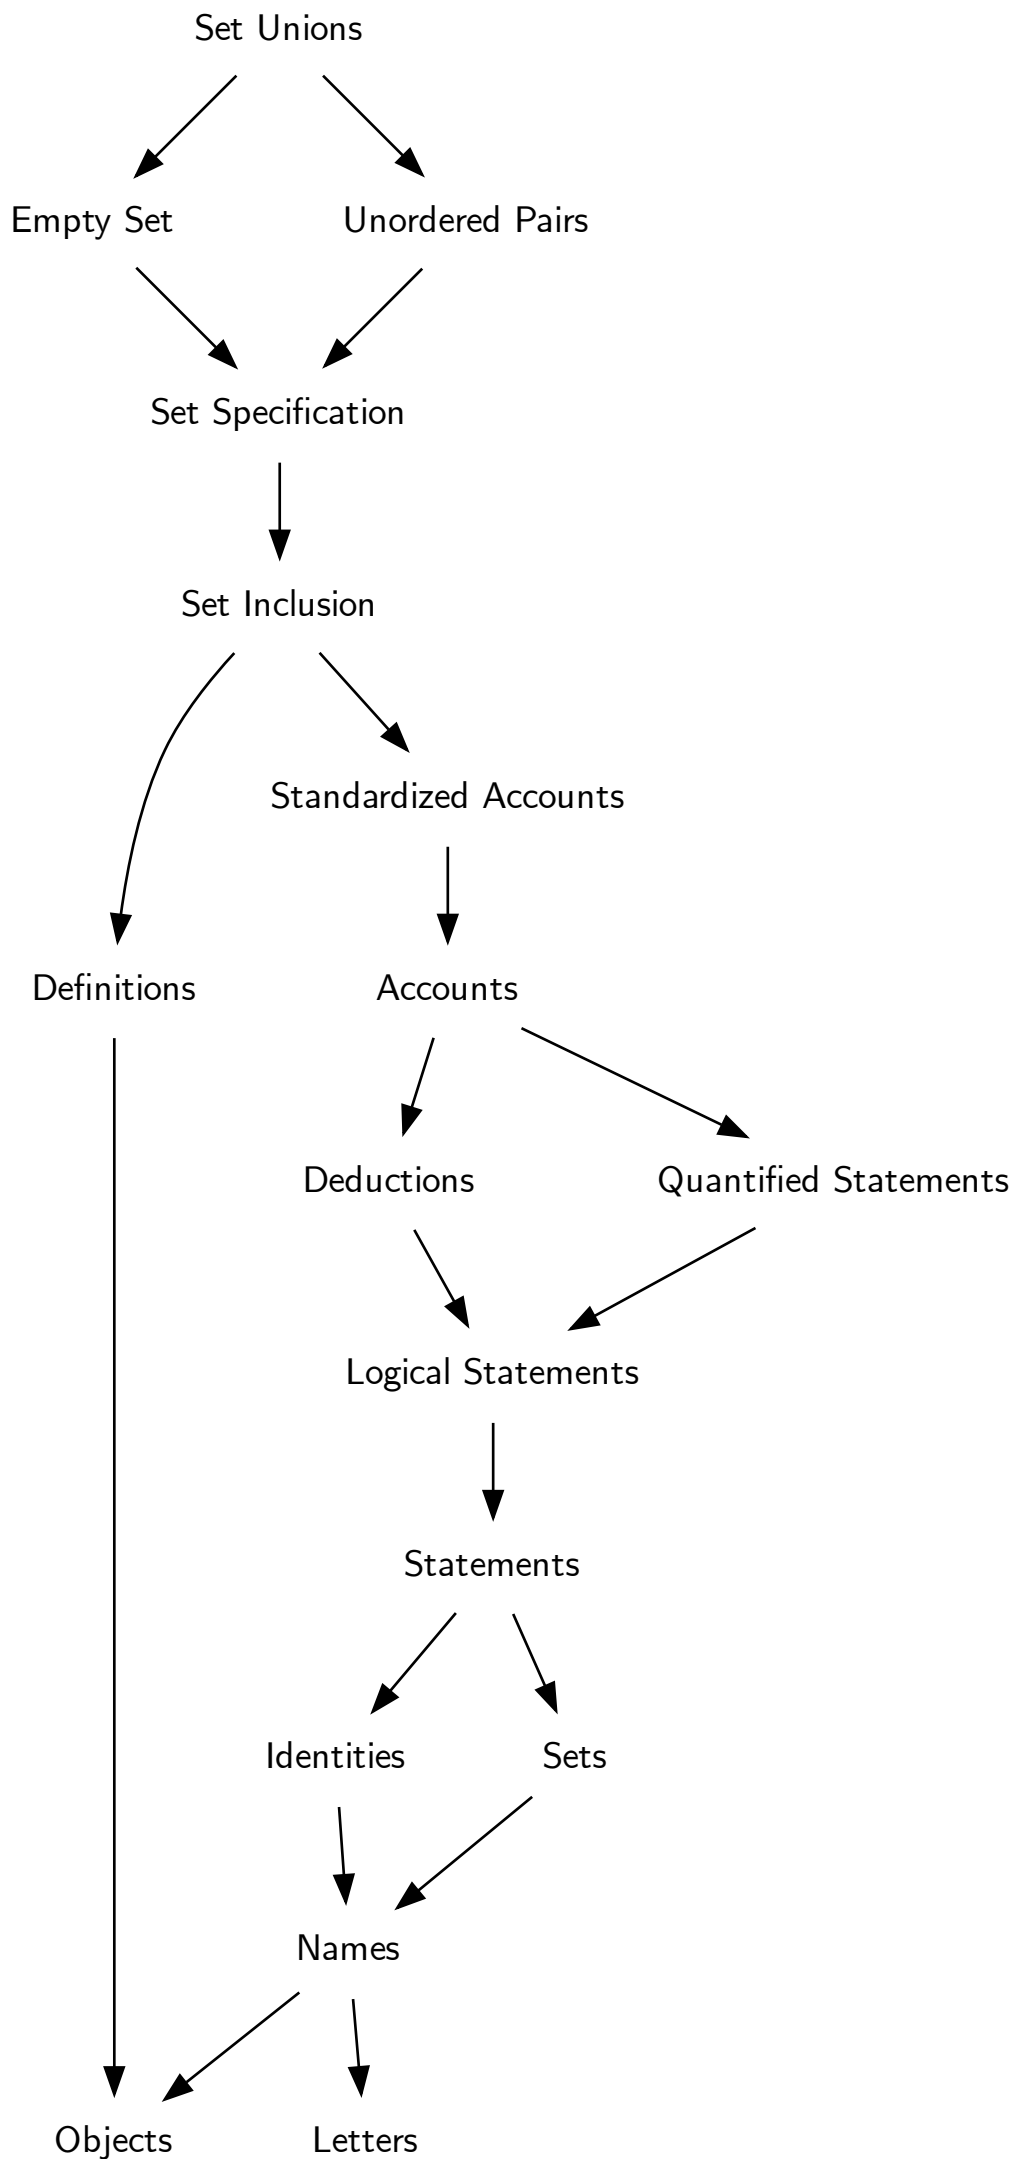 Set Unions
Empty Set
Unordered Pairs
Set Specification
Set Inclusion
Standardized Accounts
Definitions
Accounts
Deductions
Quantified Statements
Logical Statements
Statements
Identities
Sets
Names
Objects
Letters